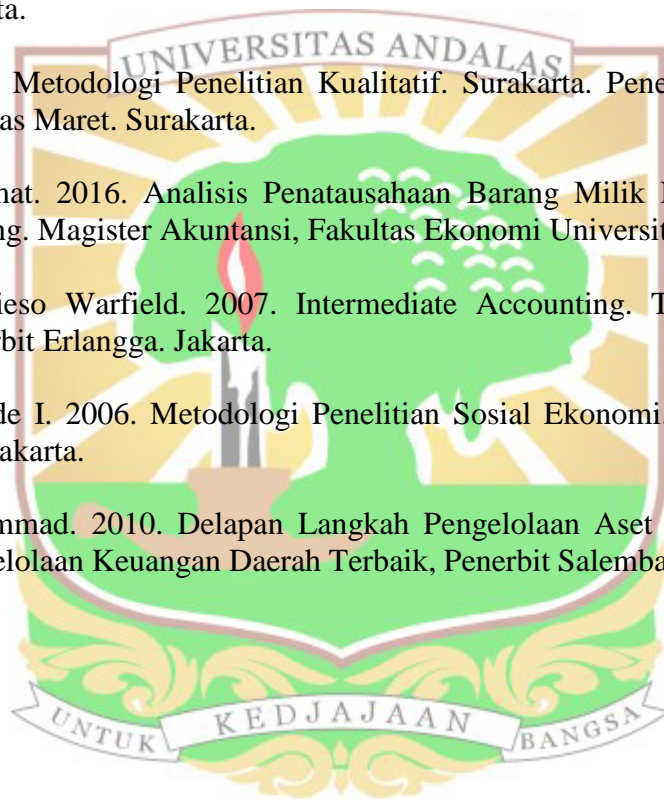 ta.
UNIVERSITAS ANDALAS
Metodologi Penelitian Kualitatif. Surakarta. Pene
as Maret. Surakarta.
nat. 2016. Analisis Penatausahaan Barang Milik
ng. Magister Akuntansi, Fakultas Ekonomi Universit
ieso Warfield. 2007. Intermediate Accounting. T
rbit Erlangga. Jakarta.
de I. 2006. Metodologi Penelitian Sosial Ekonomi.
akarta.
mmad. 2010. Delapan Langkah Pengelolaan Aset
elolaan Keuangan Daerah Terbaik, Penerbit Salemba
UNTUK KEDJAJAAN BANGSA